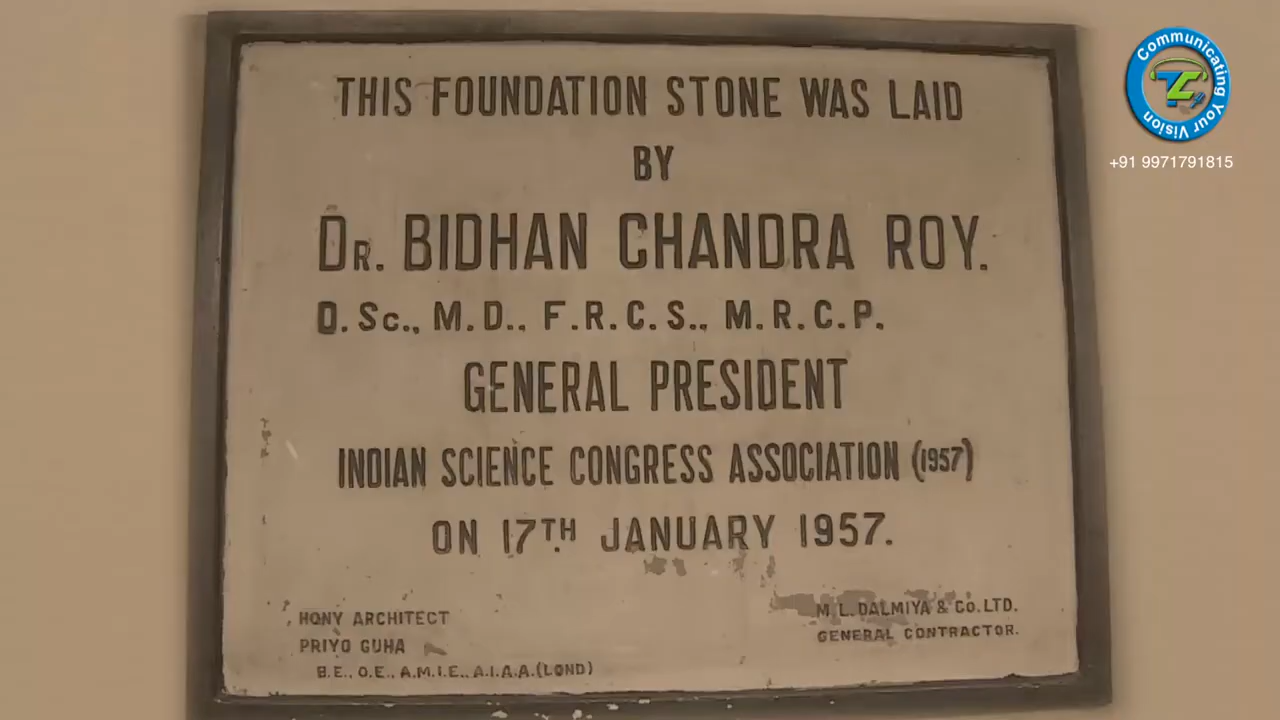 THIS FOUNDATION STONE WAS LAID
BY
DR. BIDHAN CHANDRA ROY.
D. Sc., M. D., F. R. C. S., M. R. C. P.
GENERAL PRESIDENT
INDIAN SCIENCE CONGRESS ASSOCIATION (1957)
ON 17TH JANUARY 1957.
HONY ARCHITECT
PRIYO GUHA
B.E., O.E., A.M.I.E., A.I.A.A.(LOND)
M. L. DALMIYA & Co. LTD.
GENERAL CONTRACTOR.
Communicating Your Vision
TC
+91 9971791815